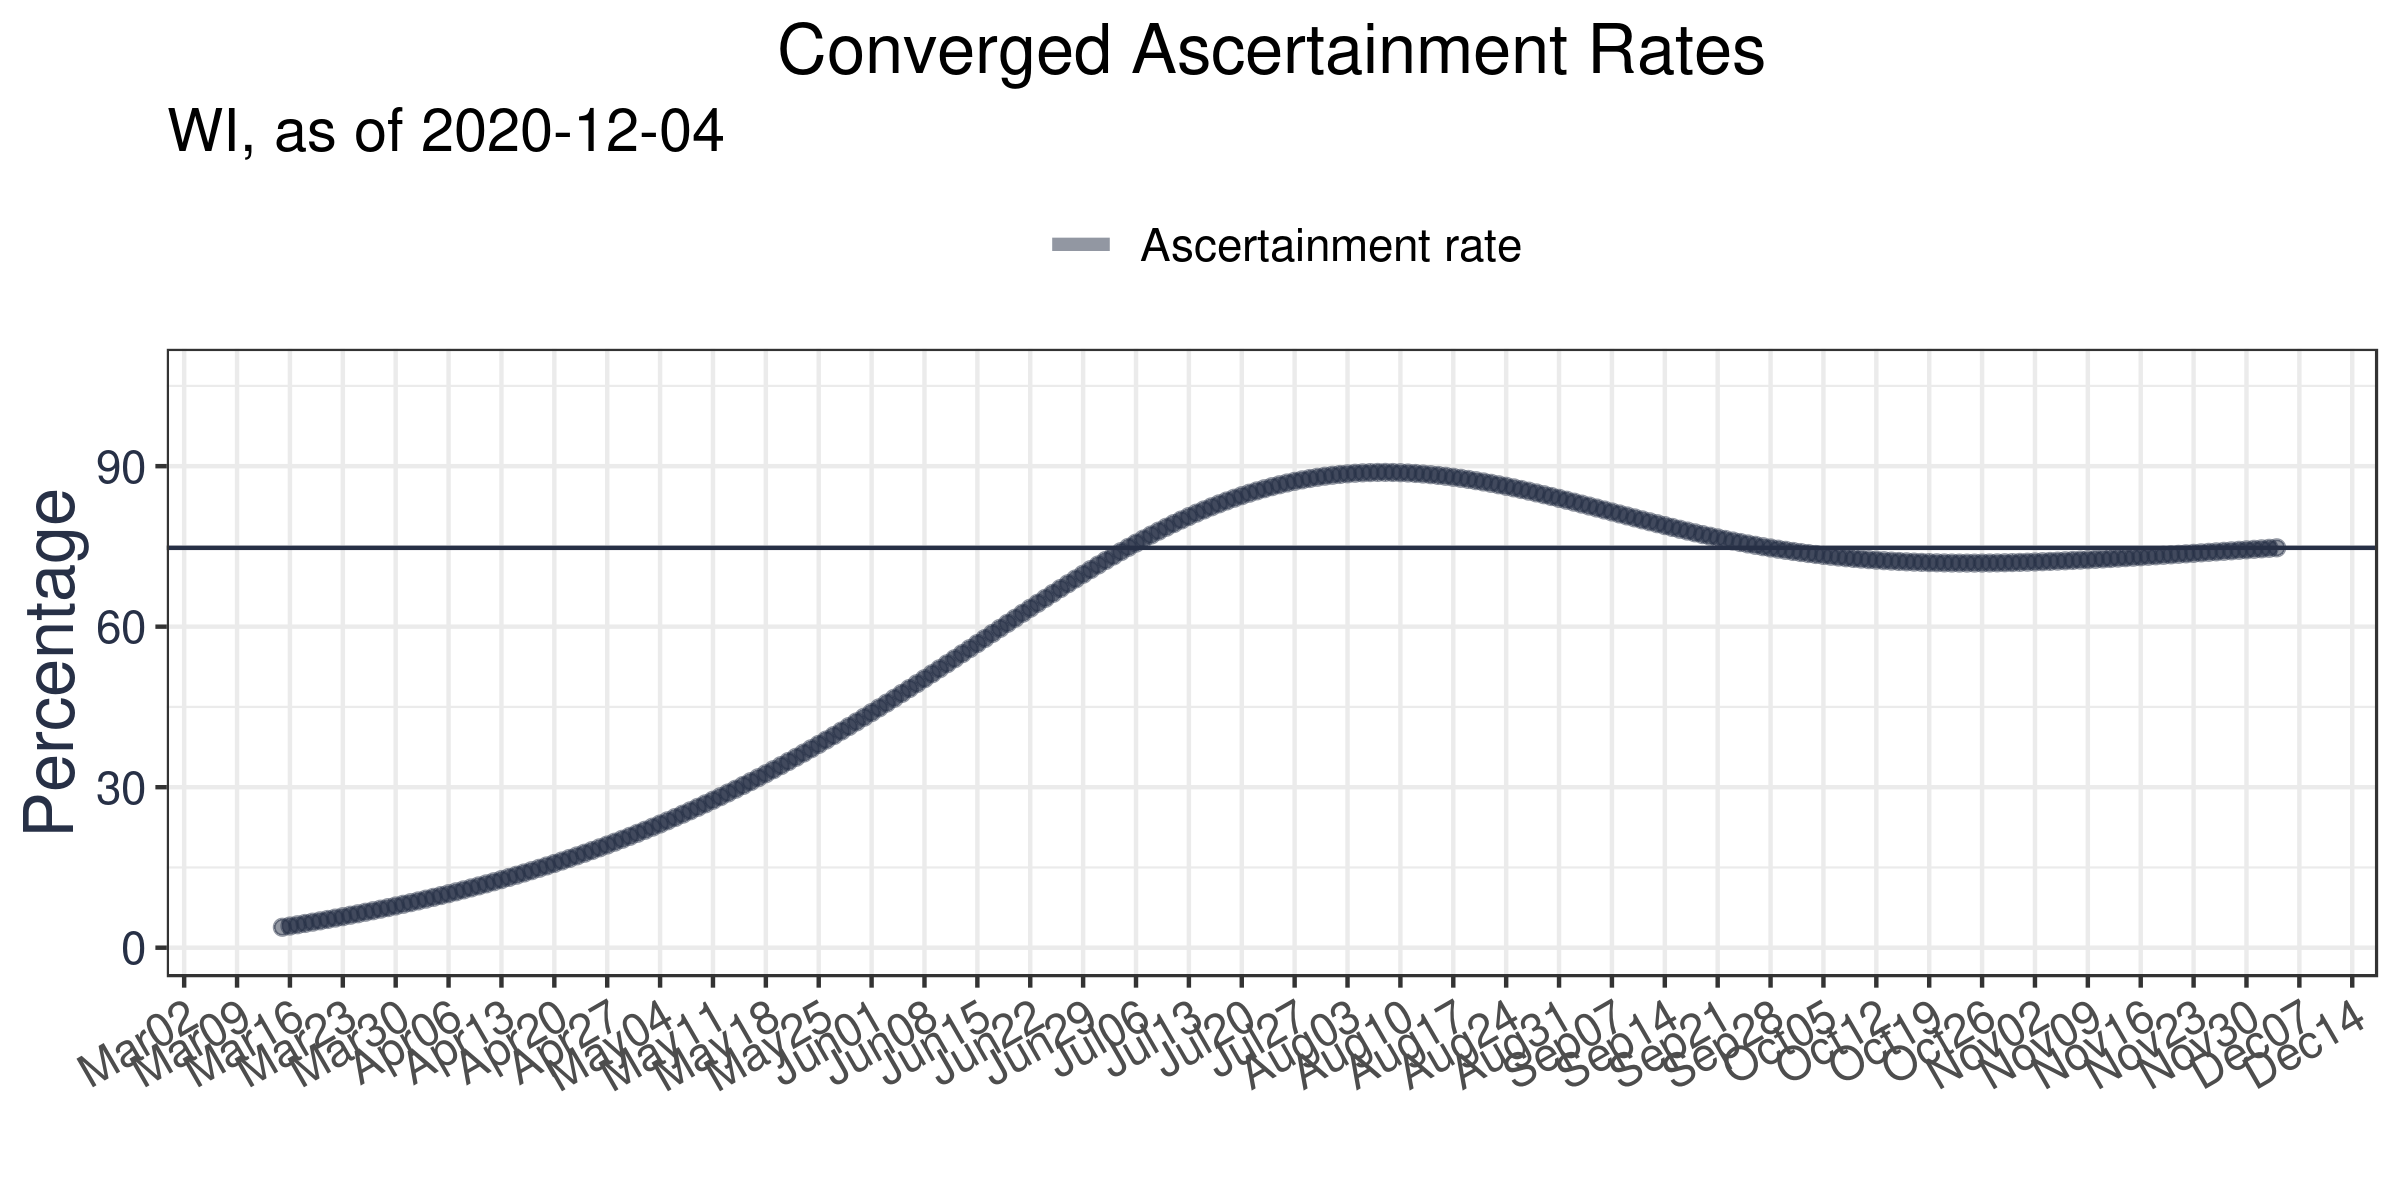 Converged Ascertainment Rates
WI, as of 2020-12-04
Ascertainment rate
Percentage
90
60
30
0
Mar02
Mar09
Mar16
Mar23
Mar30
Apr06
Apr13
Apr20
Apr27
May04
May11
May18
May25
Jun01
Jun08
Jun15
Jun22
Jun29
Jul06
Jul13
Jul20
Jul27
Aug03
Aug10
Aug17
Aug24
Aug31
Sep07
Sep14
Sep21
Sep28
Oct05
Oct12
Oct19
Oct26
Nov02
Nov09
Nov16
Nov23
Nov30
Dec07
Dec14